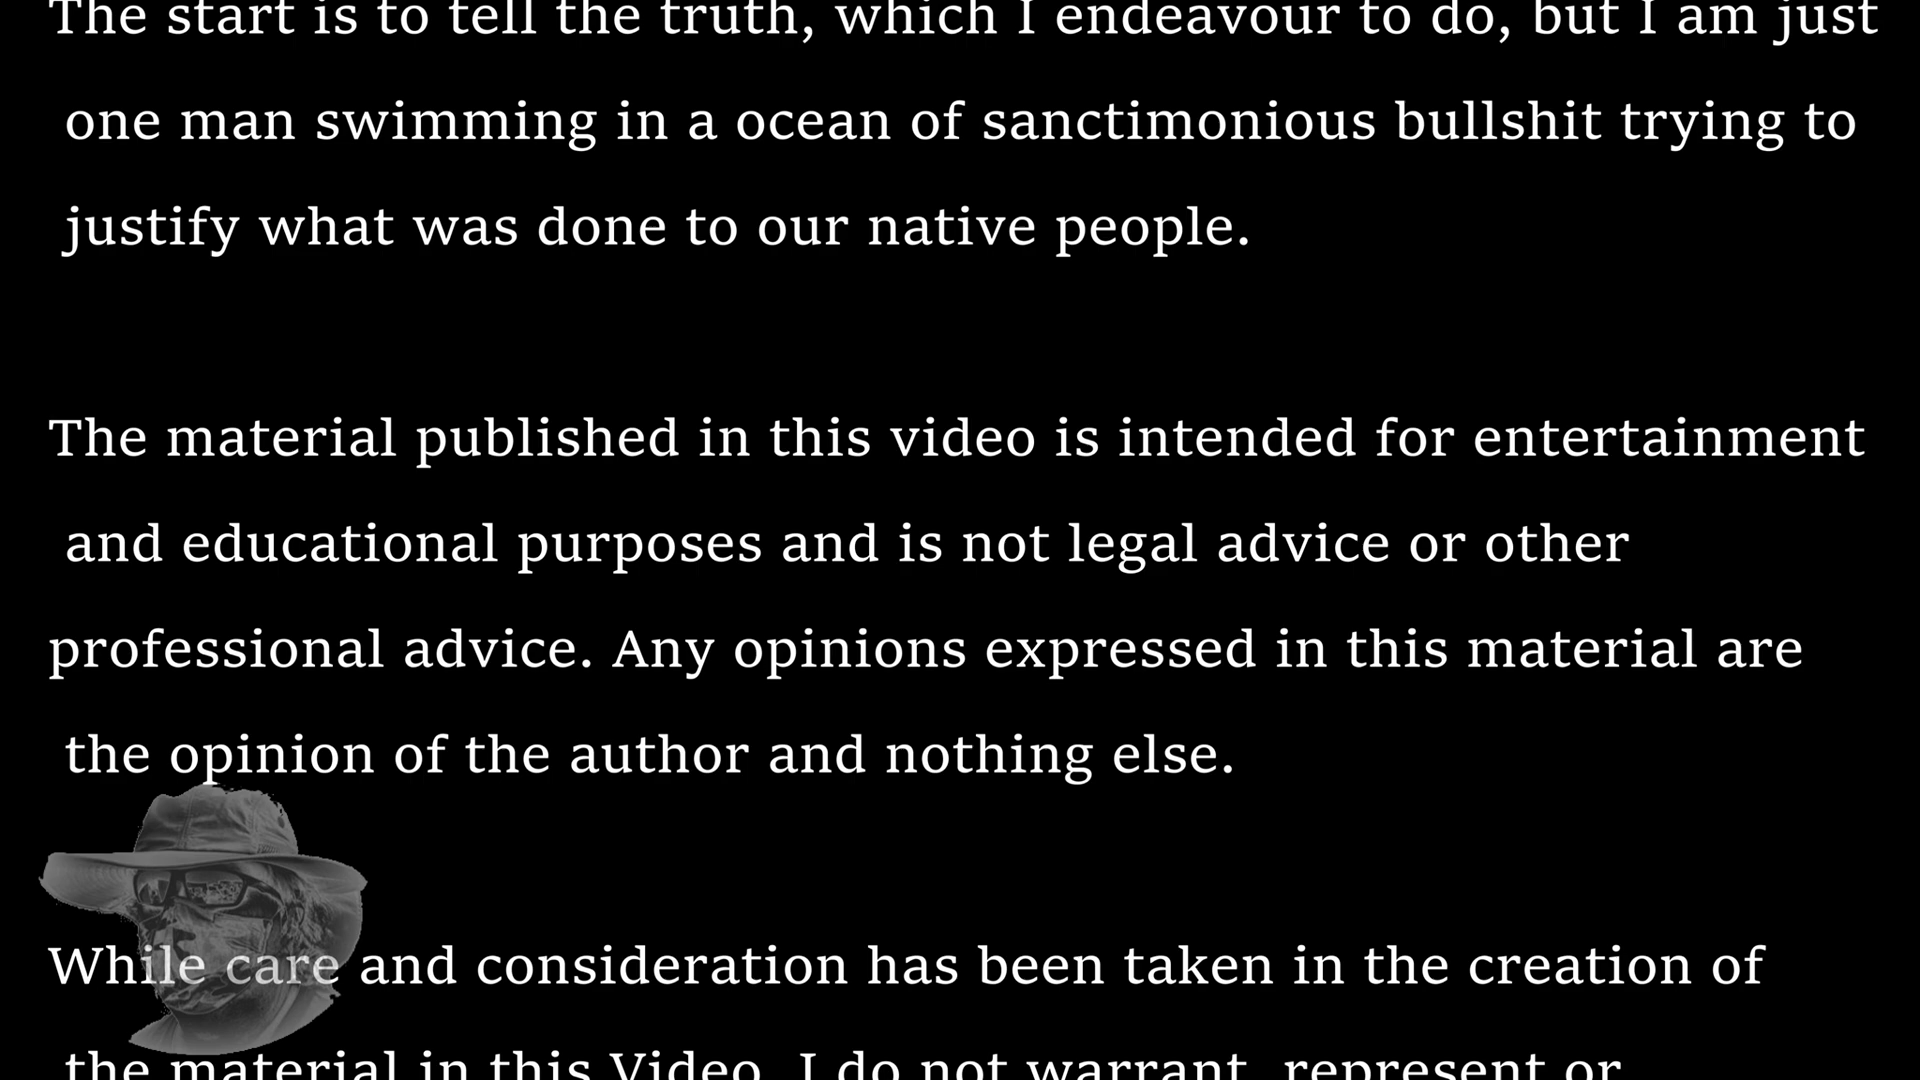 The start is to tell the truth, which I endeavour to do, but I am just
one man swimming in a ocean of sanctimonious bullshit trying to
justify what was done to our native people.
The material published in this video is intended for entertainment
and educational purposes and is not legal advice or other
professional advice. Any opinions expressed in this material are
the opinion of the author and nothing else.
While care and consideration has been taken in the creation of
the material in this Video, I do not warrant, represent or